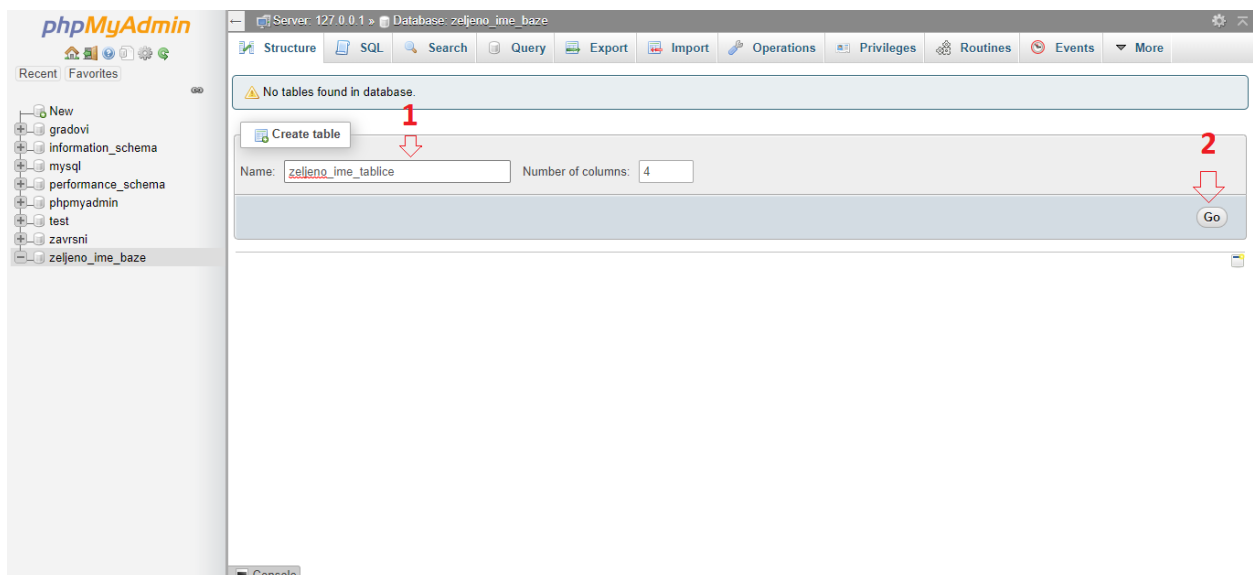 phpMyAdmin
Recent Favorites
New
gradovi
information_schema
mysql
performance_schema
phpmyadmin
test
zavrsni
zeljeno_ime_baze
Server: 127.0.0.1 » Database: zeljeno_ime_baze
Structure SQL Search Query Export Import Operations Privileges Routines Events More
No tables found in database.
1
Create table
2
Name: zeljeno_ime_tablice Number of columns: 4
Go
Console